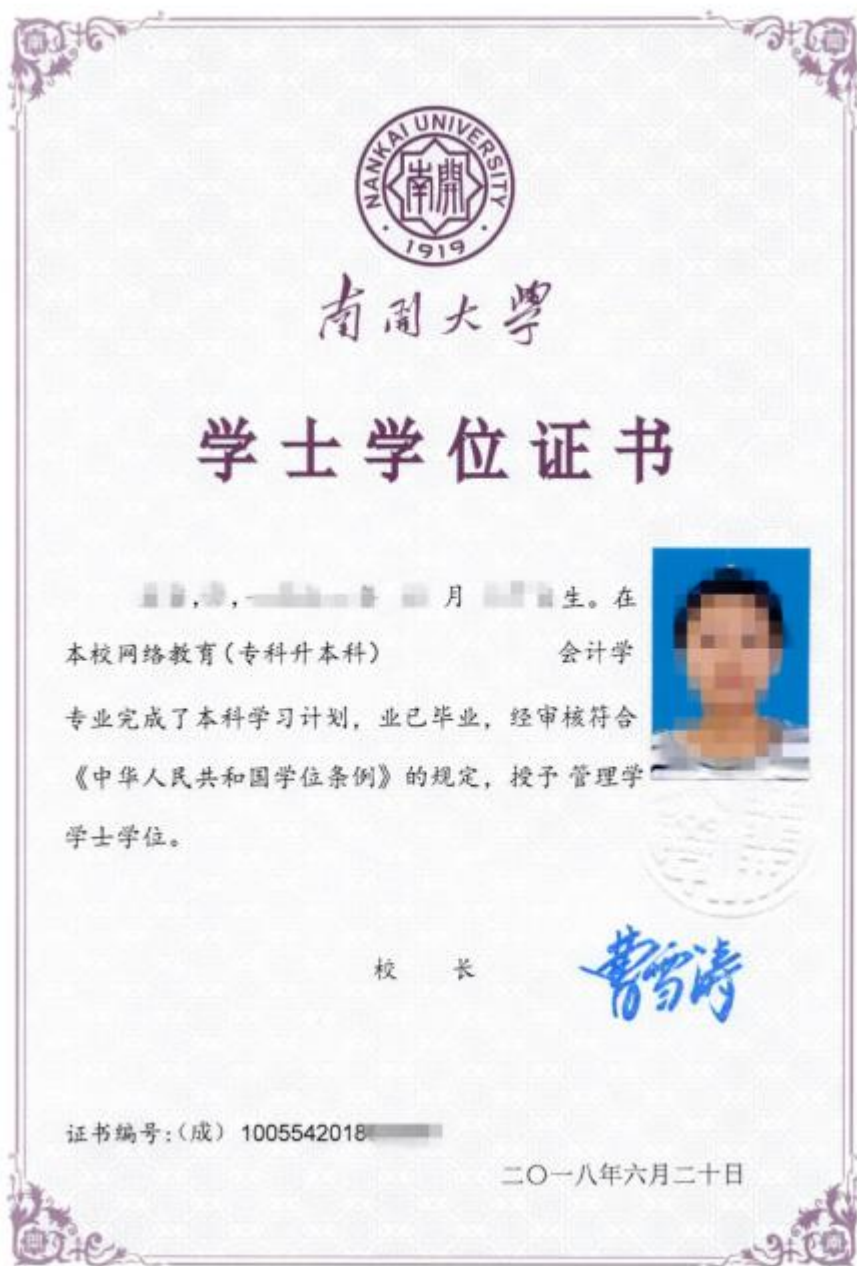 NANKAI UNIVERSITY
南開
1919
南開大學
学士学位证书
月 生。在
本校网络教育(专科升本科) 会计学
专业完成了本科学习计划，业已毕业，经审核符合
《中华人民共和国学位条例》的规定，授予 管理学
学士学位。
校 长 曹雪涛
证书编号:(成) 1005542018
二〇一八年六月二十日